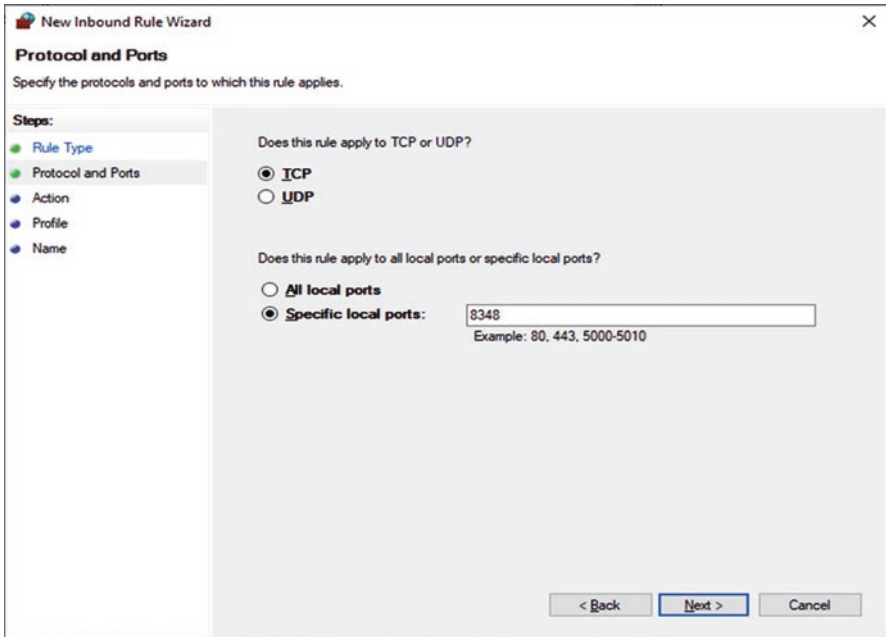 New Inbound Rule Wizard
Protocol and Ports
Specify the protocols and ports to which this rule applies.
Steps:
Rule Type
Protocol and Ports
Action
Profile
Name
Does this rule apply to TCP or UDP?
TCP
UDP
Does this rule apply to all local ports or specific local ports?
All local ports
Specific local ports: 8348
Example: 80, 443, 5000-5010
< Back Next > Cancel